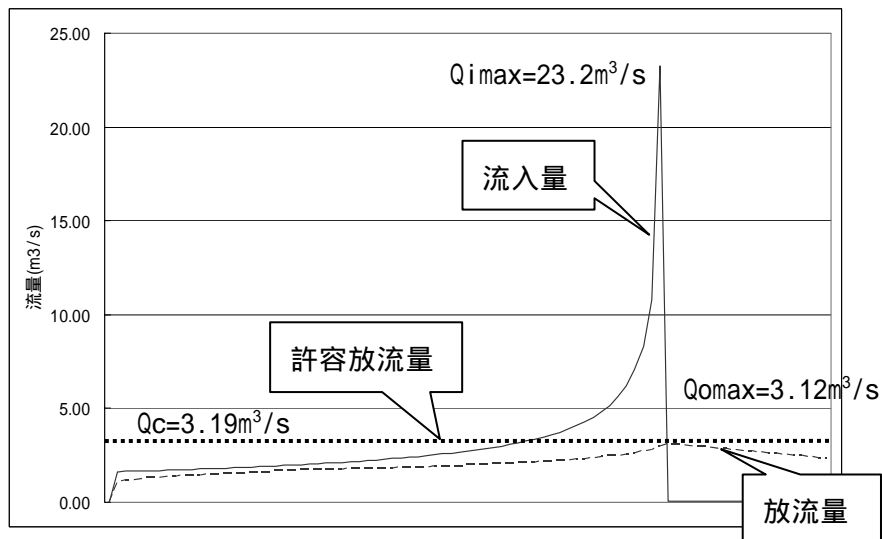 25.00
Qimax=23.2m³/s
20.00
流入量
15.00
流量(m3/s)
10.00
許容放流量
Qomax=3.12m³/s
5.00
Qc=3.19m³/s
0.00
放流量